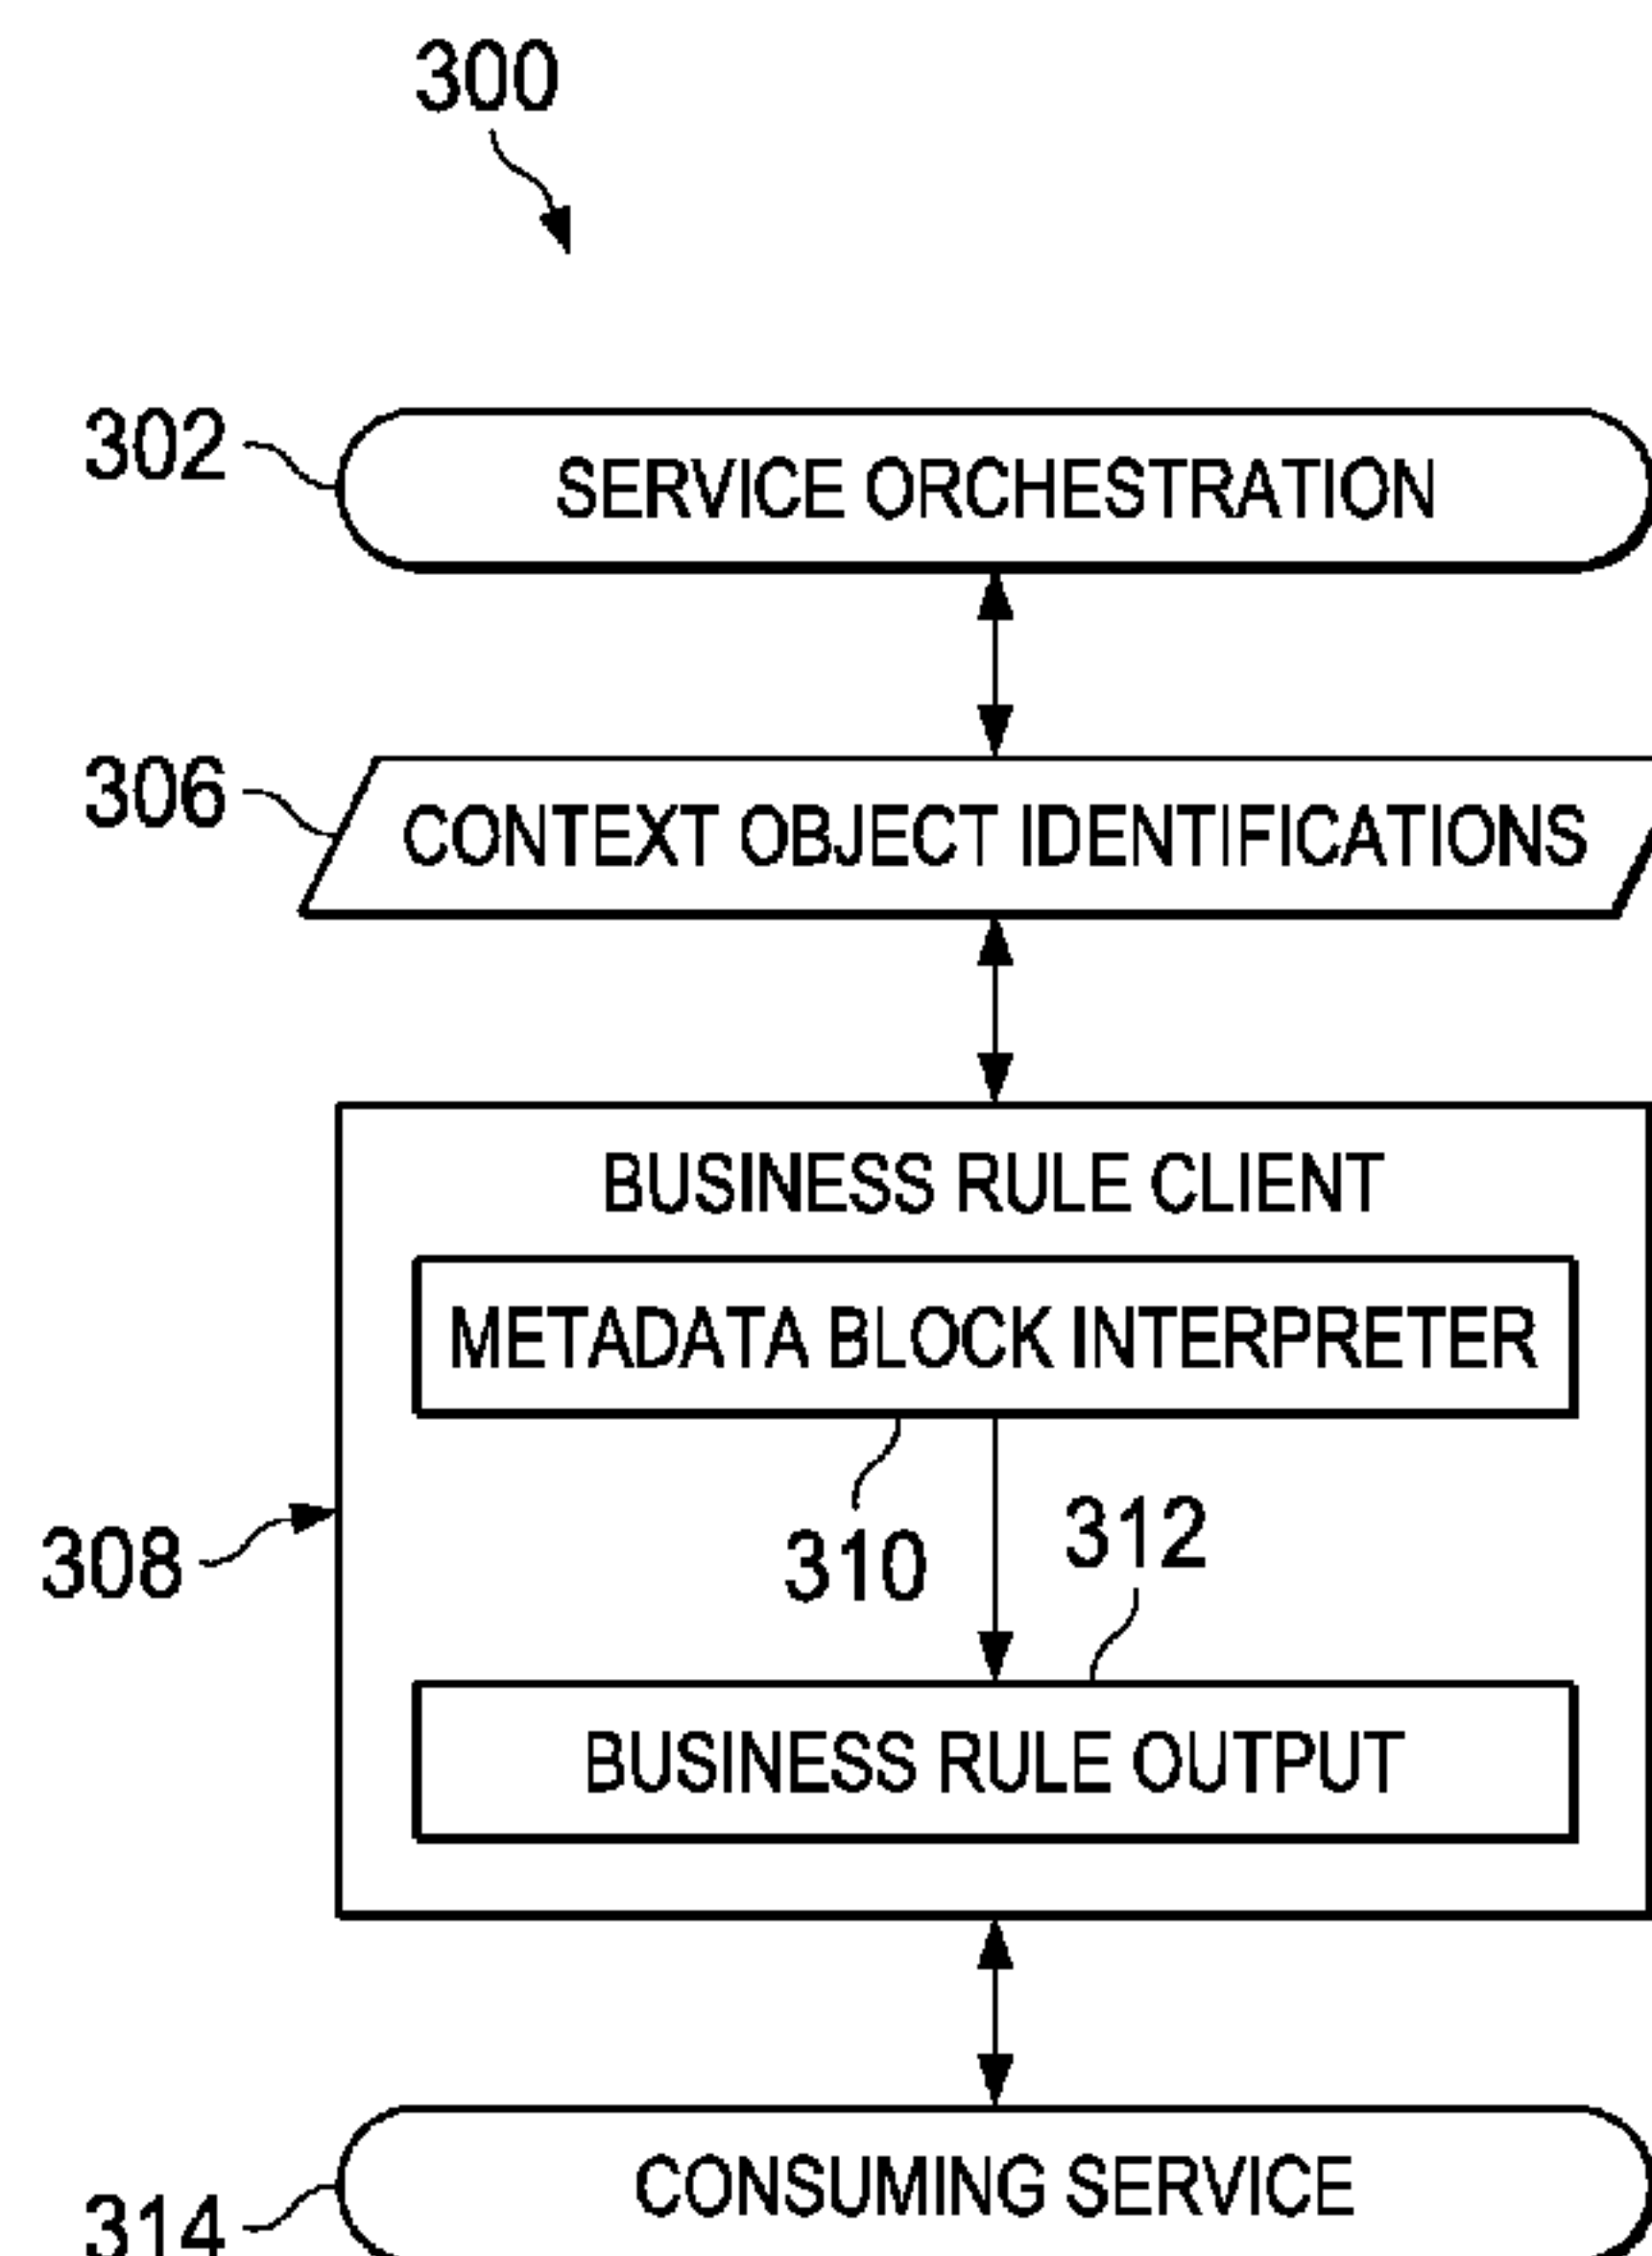 300
302
SERVICE ORCHESTRATION
306
CONTEXT OBJECT IDENTIFICATIONS
BUSINESS RULE CLIENT
METADATA BLOCK INTERPRETER
308
310
312
BUSINESS RULE OUTPUT
CONSUMING SERVICE
314